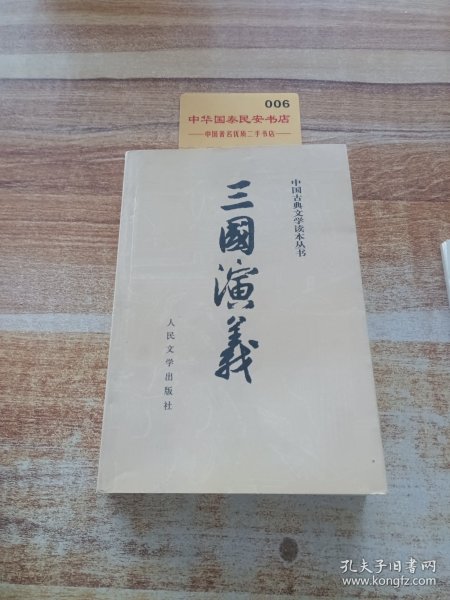 006
中华国泰民安书店
中国著名优质二手书店
中国古典文学读本丛书
三國演義
人民文学出版社
孔夫子旧书网
www.kongfz.com